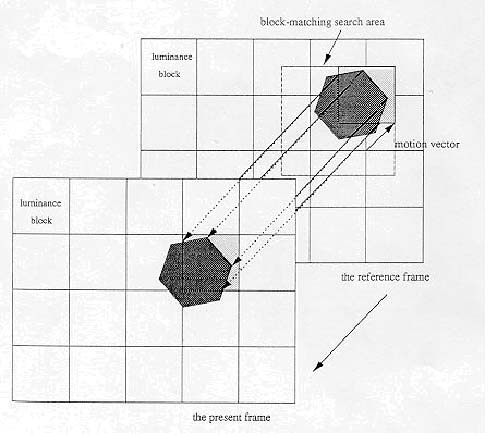 block-matching search area
luminance
block
motion vector
luminance
block
the reference frame
the present frame